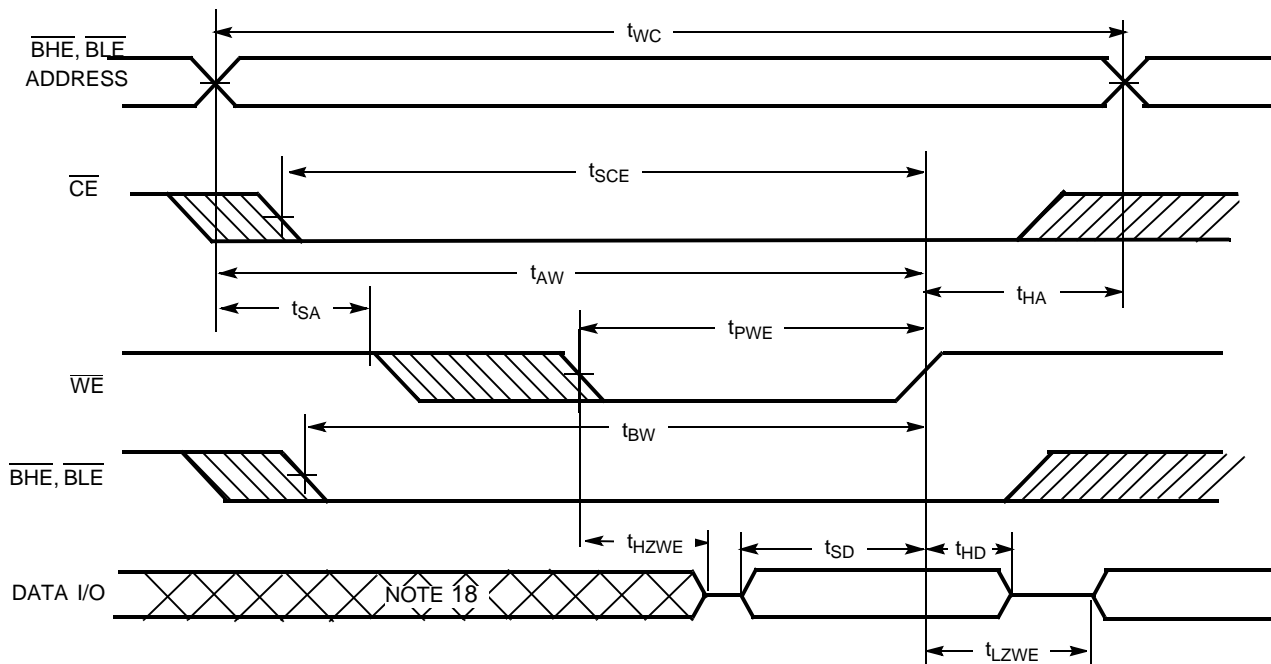 tWC
BHE, BLE
ADDRESS
tSCE
CE
tAW
tSA
tHA
tPWE
WE
tBW
BHE, BLE
tHZWE
tSD
tHD
DATA I/O
NOTE 18
tLZWE